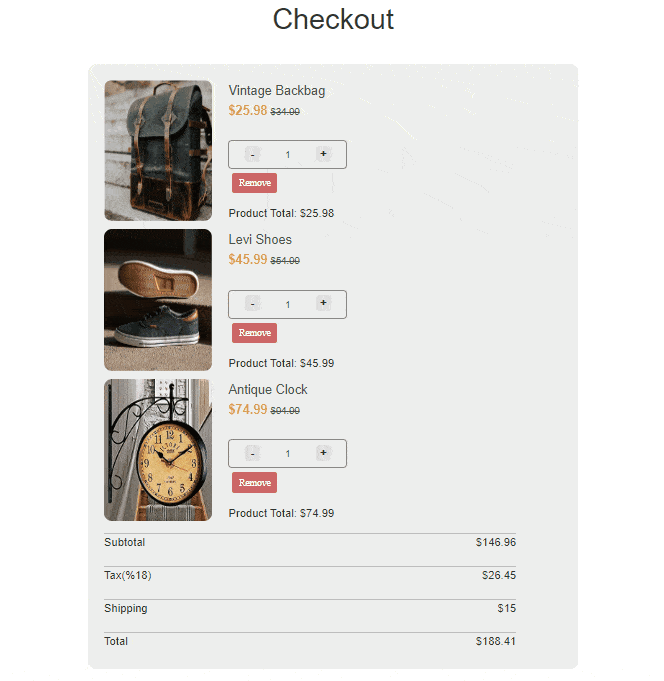 Checkout
Vintage Backbag
$25.98 $34.00
- 1 +
Remove
Product Total: $25.98
Levi Shoes
$45.99 $54.00
- 1 +
Remove
Product Total: $45.99
Antique Clock
$74.99 $94.00
- 1 +
Remove
Product Total: $74.99
Subtotal $146.96
Tax(%18) $26.45
Shipping $15
Total $188.41